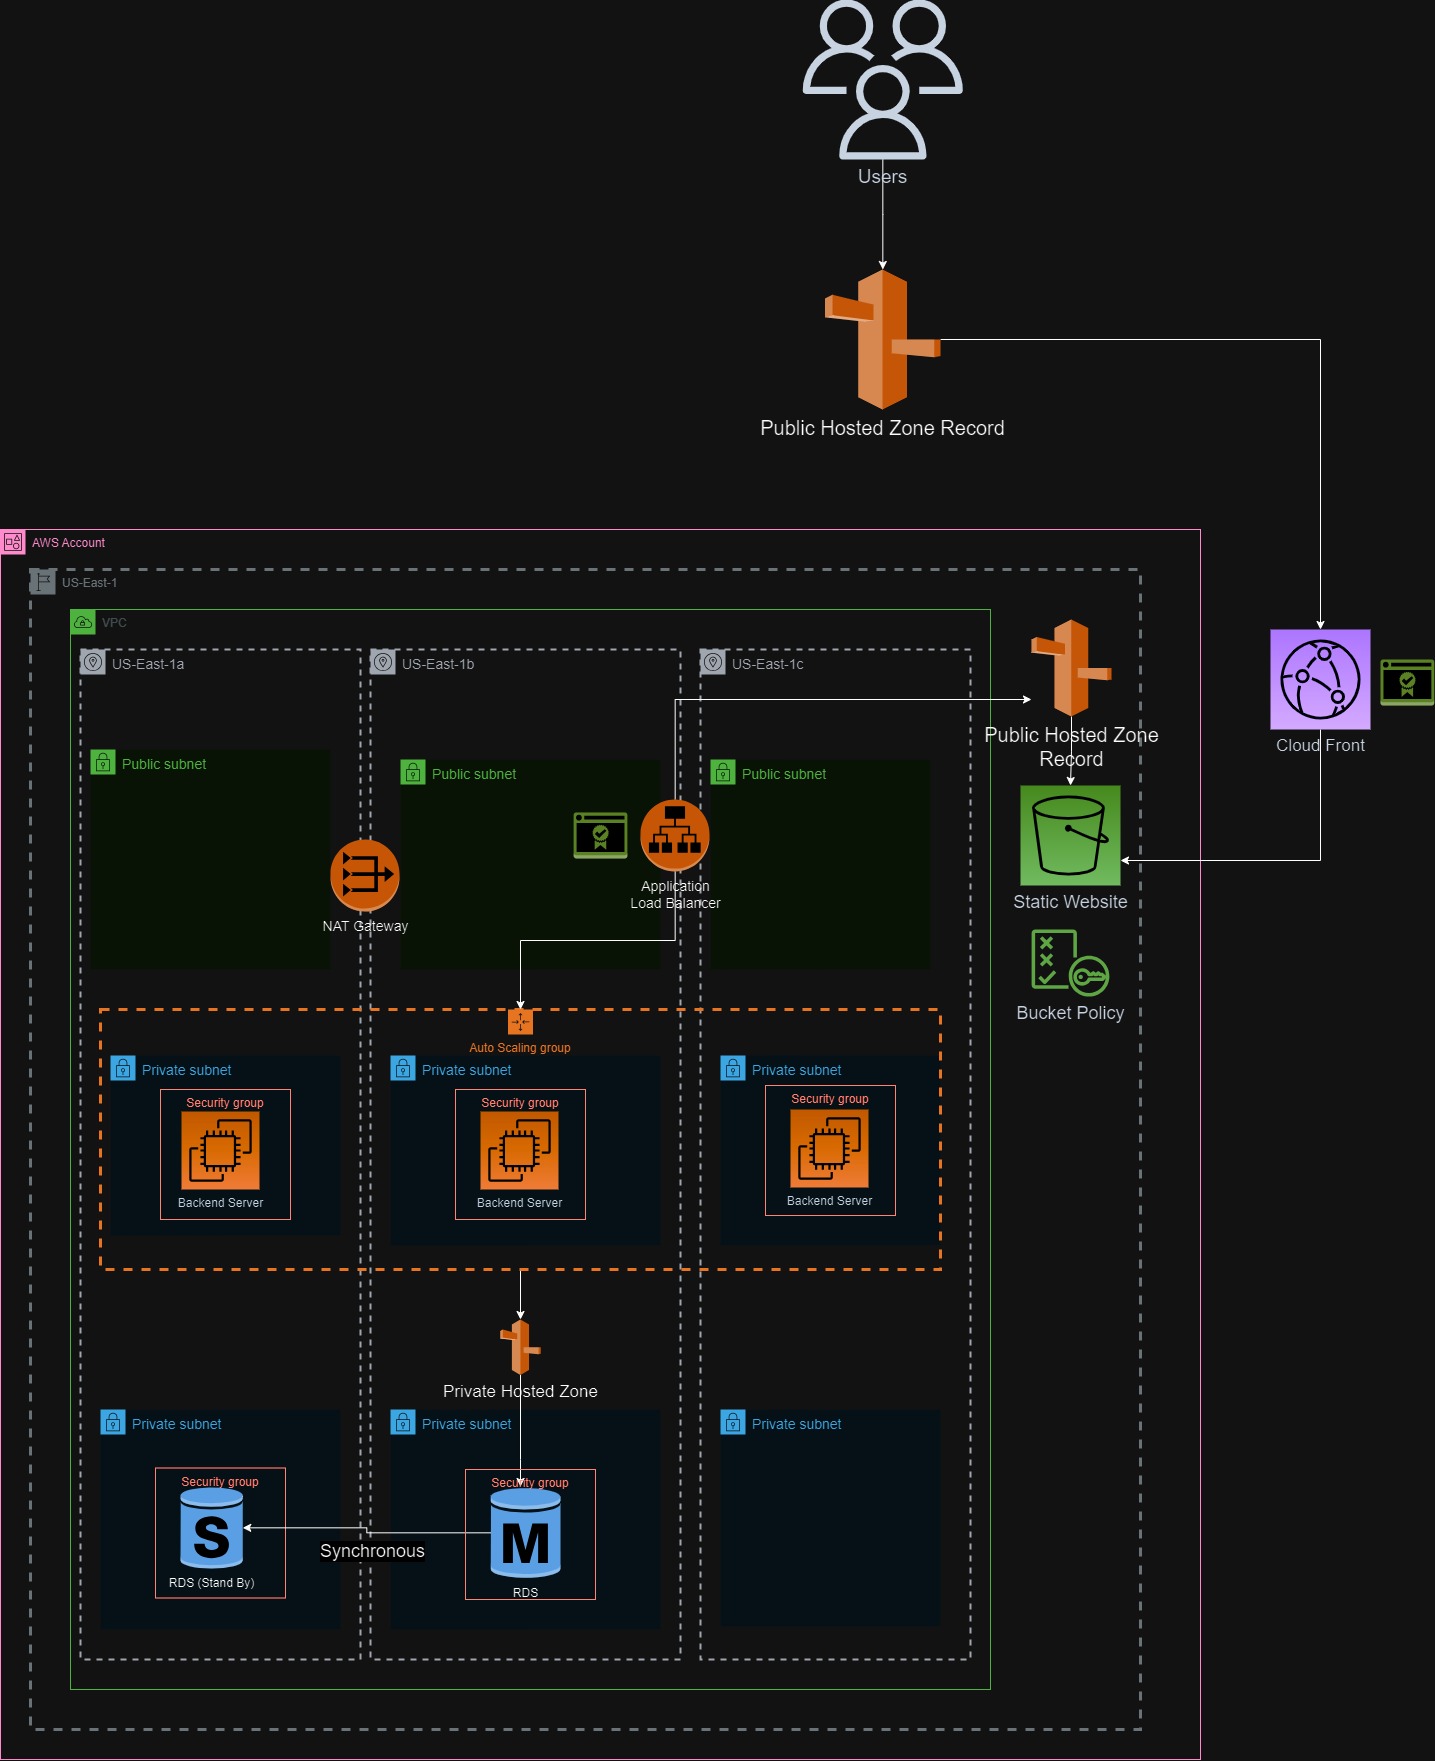 Users
Public Hosted Zone Record
AWS Account
US-East-1
VPC
US-East-1a
US-East-1b
US-East-1c
Public Hosted Zone
Record
Cloud Front
Public subnet
Public subnet
Public subnet
Application
Load Balancer
NAT Gateway
Static Website
Bucket Policy
Auto Scaling group
Private subnet
Private subnet
Private subnet
Security group
Security group
Security group
Backend Server
Backend Server
Backend Server
Private Hosted Zone
Private subnet
Private subnet
Private subnet
Security group
Security group
S
M
Synchronous
RDS (Stand By)
RDS